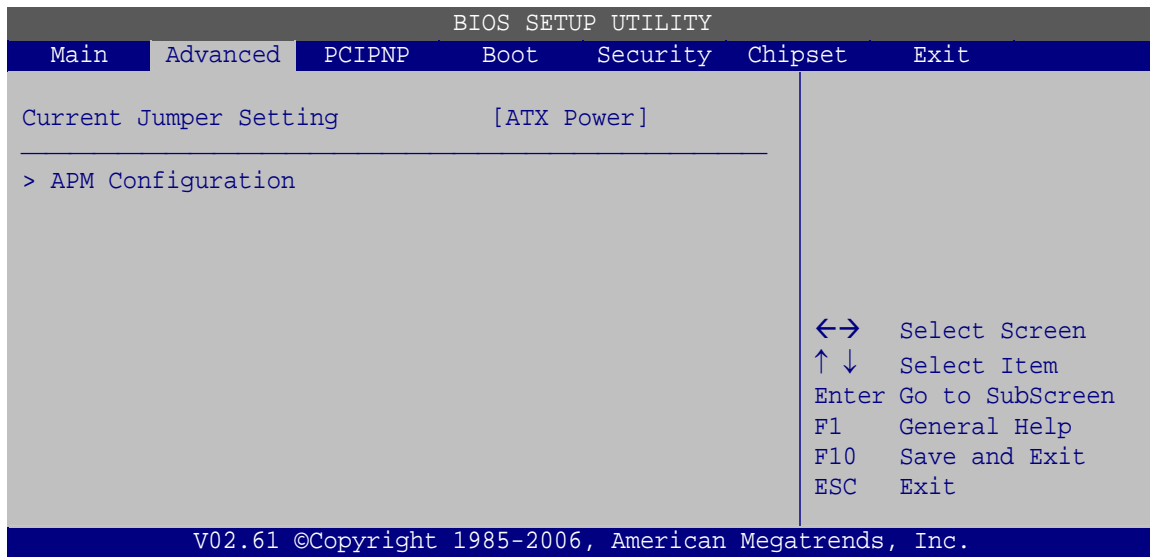 BIOS SETUP UTILITY
Main Advanced PCIPNP Boot Security Chipset Exit
Current Jumper Setting [ATX Power]
> APM Configuration
←→ Select Screen
↑ ↓ Select Item
Enter Go to SubScreen
F1 General Help
F10 Save and Exit
ESC Exit
V02.61 ©Copyright 1985-2006, American Megatrends, Inc.